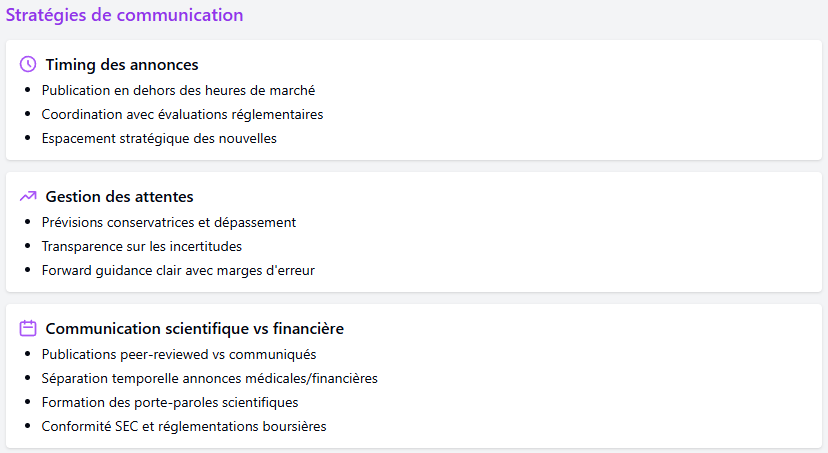 Stratégies de communication
Timing des annonces
Publication en dehors des heures de marché
Coordination avec évaluations réglementaires
Espacement stratégique des nouvelles
Gestion des attentes
Prévisions conservatrices et dépassement
Transparence sur les incertitudes
Forward guidance clair avec marges d'erreur
Communication scientifique vs financière
Publications peer-reviewed vs communiqués
Séparation temporelle annonces médicales/financières
Formation des porte-paroles scientifiques
Conformité SEC et réglementations boursières